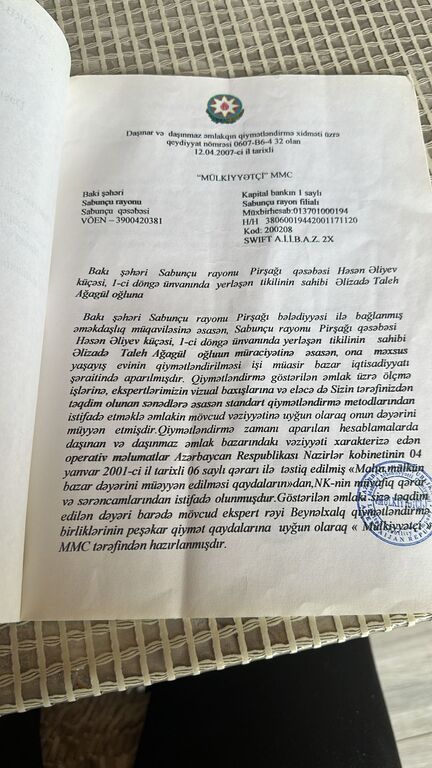 Daşınar və daşınmaz əmlakqın qiymətləndirmə xidməti üzrə
qeydiyyat nömrəsi 0607-B6-4 32 olan
12.04.2007-ci il tarixli
"MÜLKİYYƏTÇİ" MMC
Baki şəhəri
Sabunçu rayonu
Sabunçu qəsəbəsi
VÖEN – 3900420381
Kapital bankın 1 saylı
Sabunçu rayon filialı
Müxbirhesab:013701000194
H/H 38060019442001171120
Kod: 200208
SWIFT A.İ.İ.B.A.Z. 2X
Bakı şəhəri Sabunçu rayonu Pirşağı qəsəbəsi Həsən Əliyev
küçəsi, 1-ci döngə ünvanında yerləşən tikilinin sahibi Əlizadə Taleh
Ağagül oğluna
Bakı şəhəri Sabunçu rayonu Pirşağı bələdiyyəsi ilə bağlanmış
əməkdaşlıq müqaviləsinə əsasən, Sabunçu rayonu Pirşağı qəsəbəsi
Həsən Əliyev küçəsi, 1-ci döngə ünvanında yerləşən tikilinin sahibi
Əlizadə Taleh Ağagül oğluun müraciətinə əsasən, ona məxsus
yaşayış evinin qiymətləndirilməsi işi müasir bazar iqtisadiyyatı
şəraitində aparılmışdır. Qiymətləndirmə göstərilən əmlak üzrə ölçmə
işlərinə, ekspertlərimizin vizual baxışlarına və eləcə də Sizin tərəfinizdən
təqdim olunan sənədlərə əsasən standart qiymətləndirmə metodlarından
istifadə etməklə əmlakin mövcud vəziyyətinə uyğun olaraq onun dəyərini
müyyən etmişdir.Qiymətləndirmə zamanı aparılan hesablamalarda
daşınan və daşınmaz əmlak bazarındakı vəziyyəti xarakterizə edən
operativ məlumatlar Azərbaycan Respublikası Nazirlər kobinetinin 04
yanvar 2001-ci il tarixli 06 saylı qərarı ilə təstiq edilmiş «Malın,mülkün
bazar dəyərini müəyyən edilməsi qaydaların»dan,NK-nin müvafiq qərar
və sərəncamlarından istifadə olunmuşdur.Göstərilən əmlaki sizə təqdim
edilən dəyəri barədə mövcud ekspert rəyi Beynəlxalq qiymətləndirmə
birliklərinin peşəkar qiymət qaydalarına uyğun olaraq « Mülkiyyətçi »
MMC tərəfindən hazırlanmışdır.